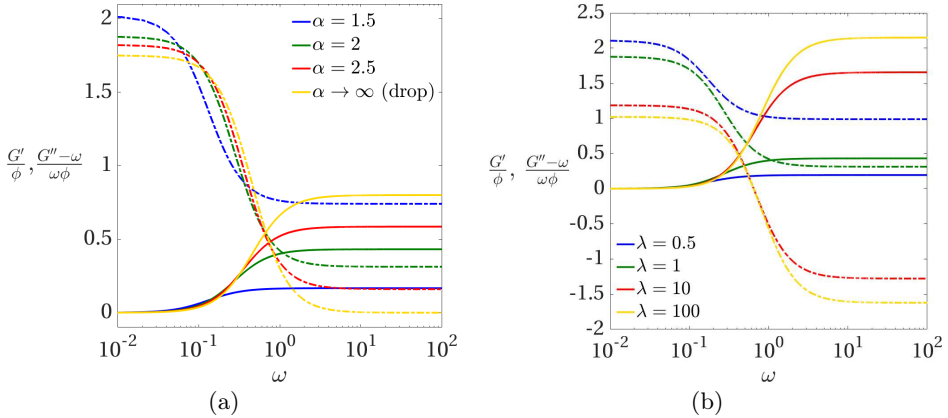 2
1.5
1
0.5
0
G′/ϕ, G″−ω/ωϕ
α = 1.5
α = 2
α = 2.5
α → ∞ (drop)
10^-2 10^-1 10^0 10^1 10^2
ω
(a)
2.5
2
1.5
1
0.5
0
-0.5
-1
-1.5
-2
G′/ϕ, G″−ω/ωϕ
λ = 0.5
λ = 1
λ = 10
λ = 100
10^-2 10^-1 10^0 10^1 10^2
ω
(b)